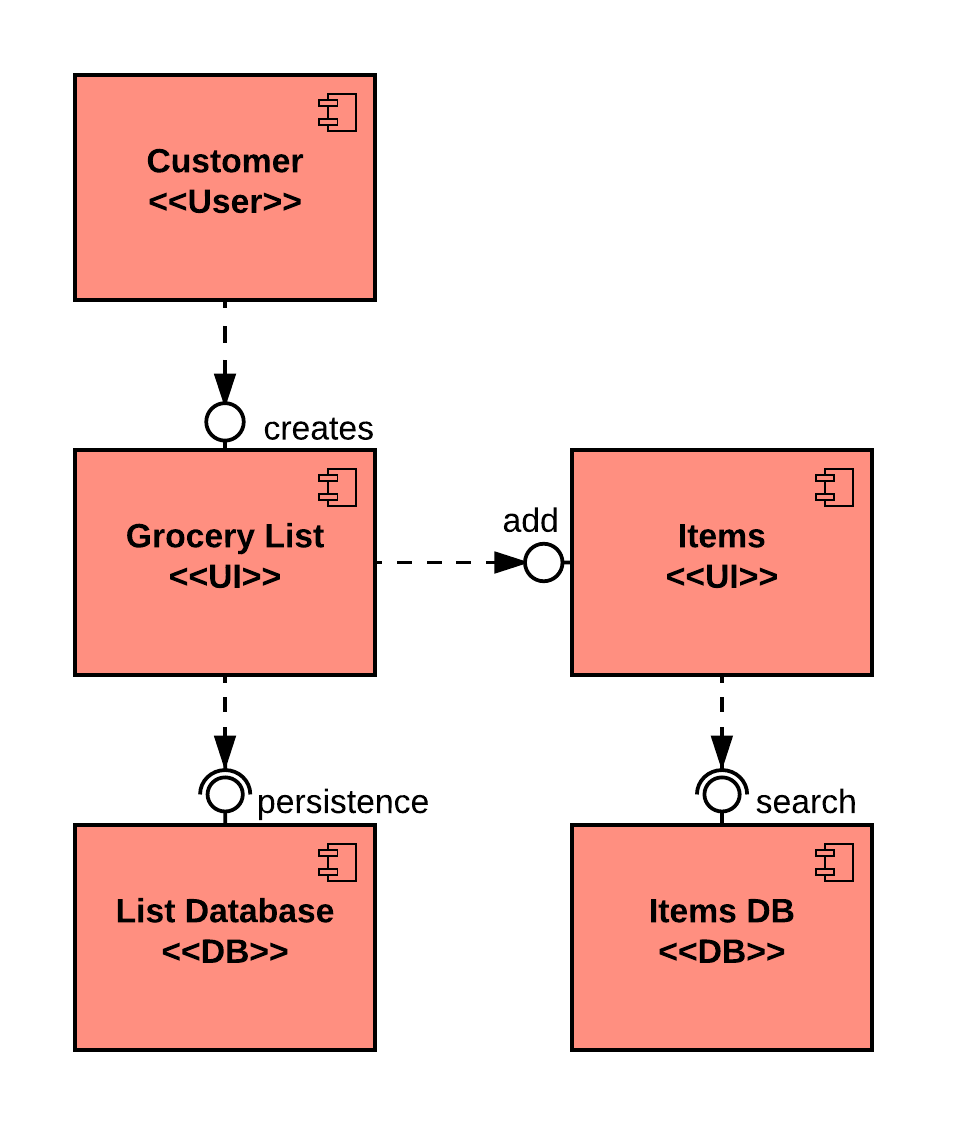 Customer
<<User>>
creates
Grocery List
<<UI>>
add
Items
<<UI>>
persistence
search
List Database
<<DB>>
Items DB
<<DB>>